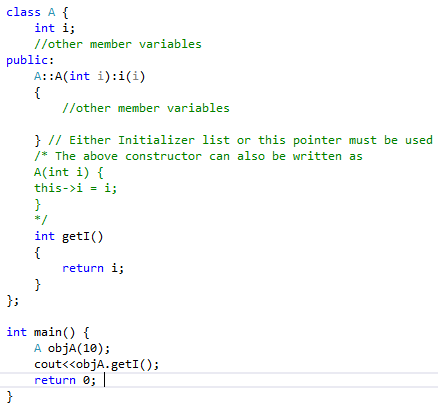 class A {
    int i;
    //other member variables
public:
    A::A(int i):i(i)
    {
        //other member variables

    } // Either Initializer list or this pointer must be used
    /* The above constructor can also be written as
    A(int i) {
    this->i = i;
    }
    */
    int getI()
    {
        return i;
    }
};

int main() {
    A objA(10);
    cout<<objA.getI();
    return 0;
}